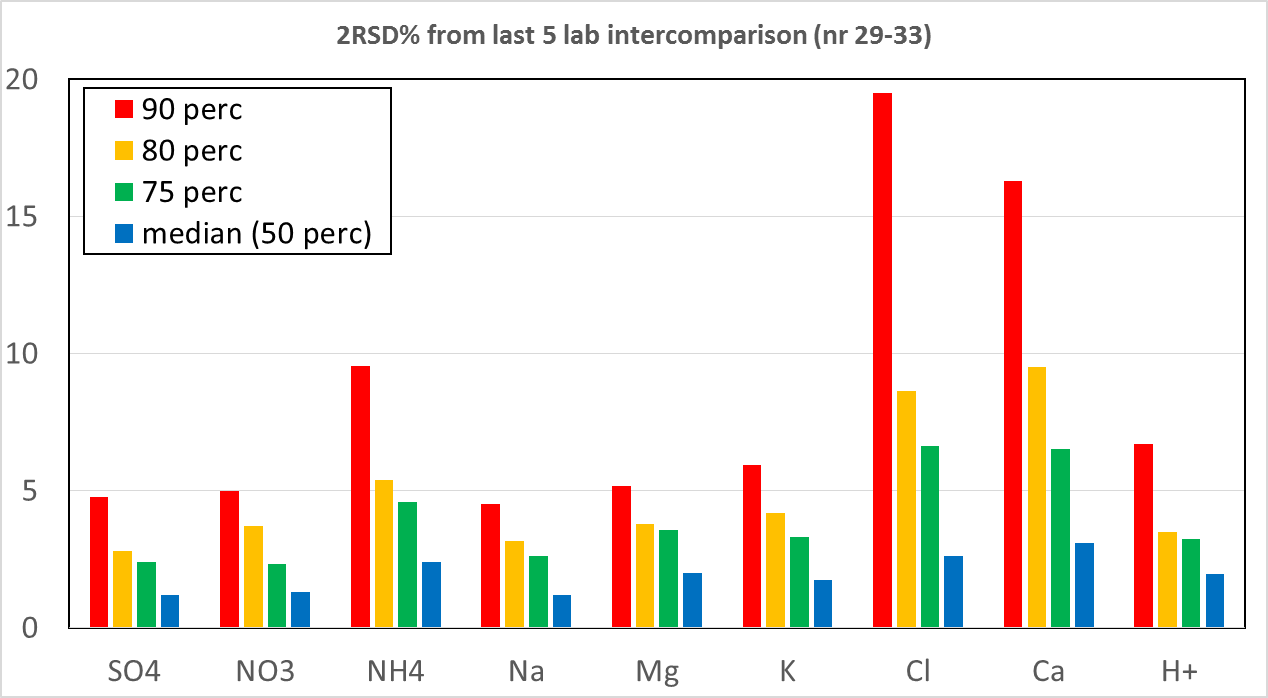 2RSD% from last 5 lab intercomparison (nr 29-33)
20
15
10
5
0
90 perc
80 perc
75 perc
median (50 perc)
SO4 NO3 NH4 Na Mg K Cl Ca H+